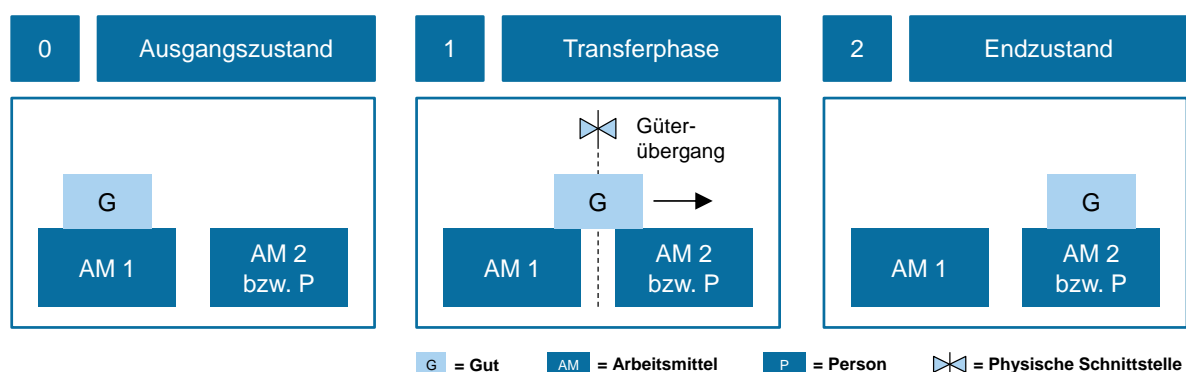 0
Ausgangszustand
1
Transferphase
2
Endzustand
G
AM 1
AM 2
bzw. P
Güter-
übergang
G
AM 1
AM 2
bzw. P
G
AM 1
AM 2
bzw. P
G = Gut
AM = Arbeitsmittel
P = Person
= Physische Schnittstelle